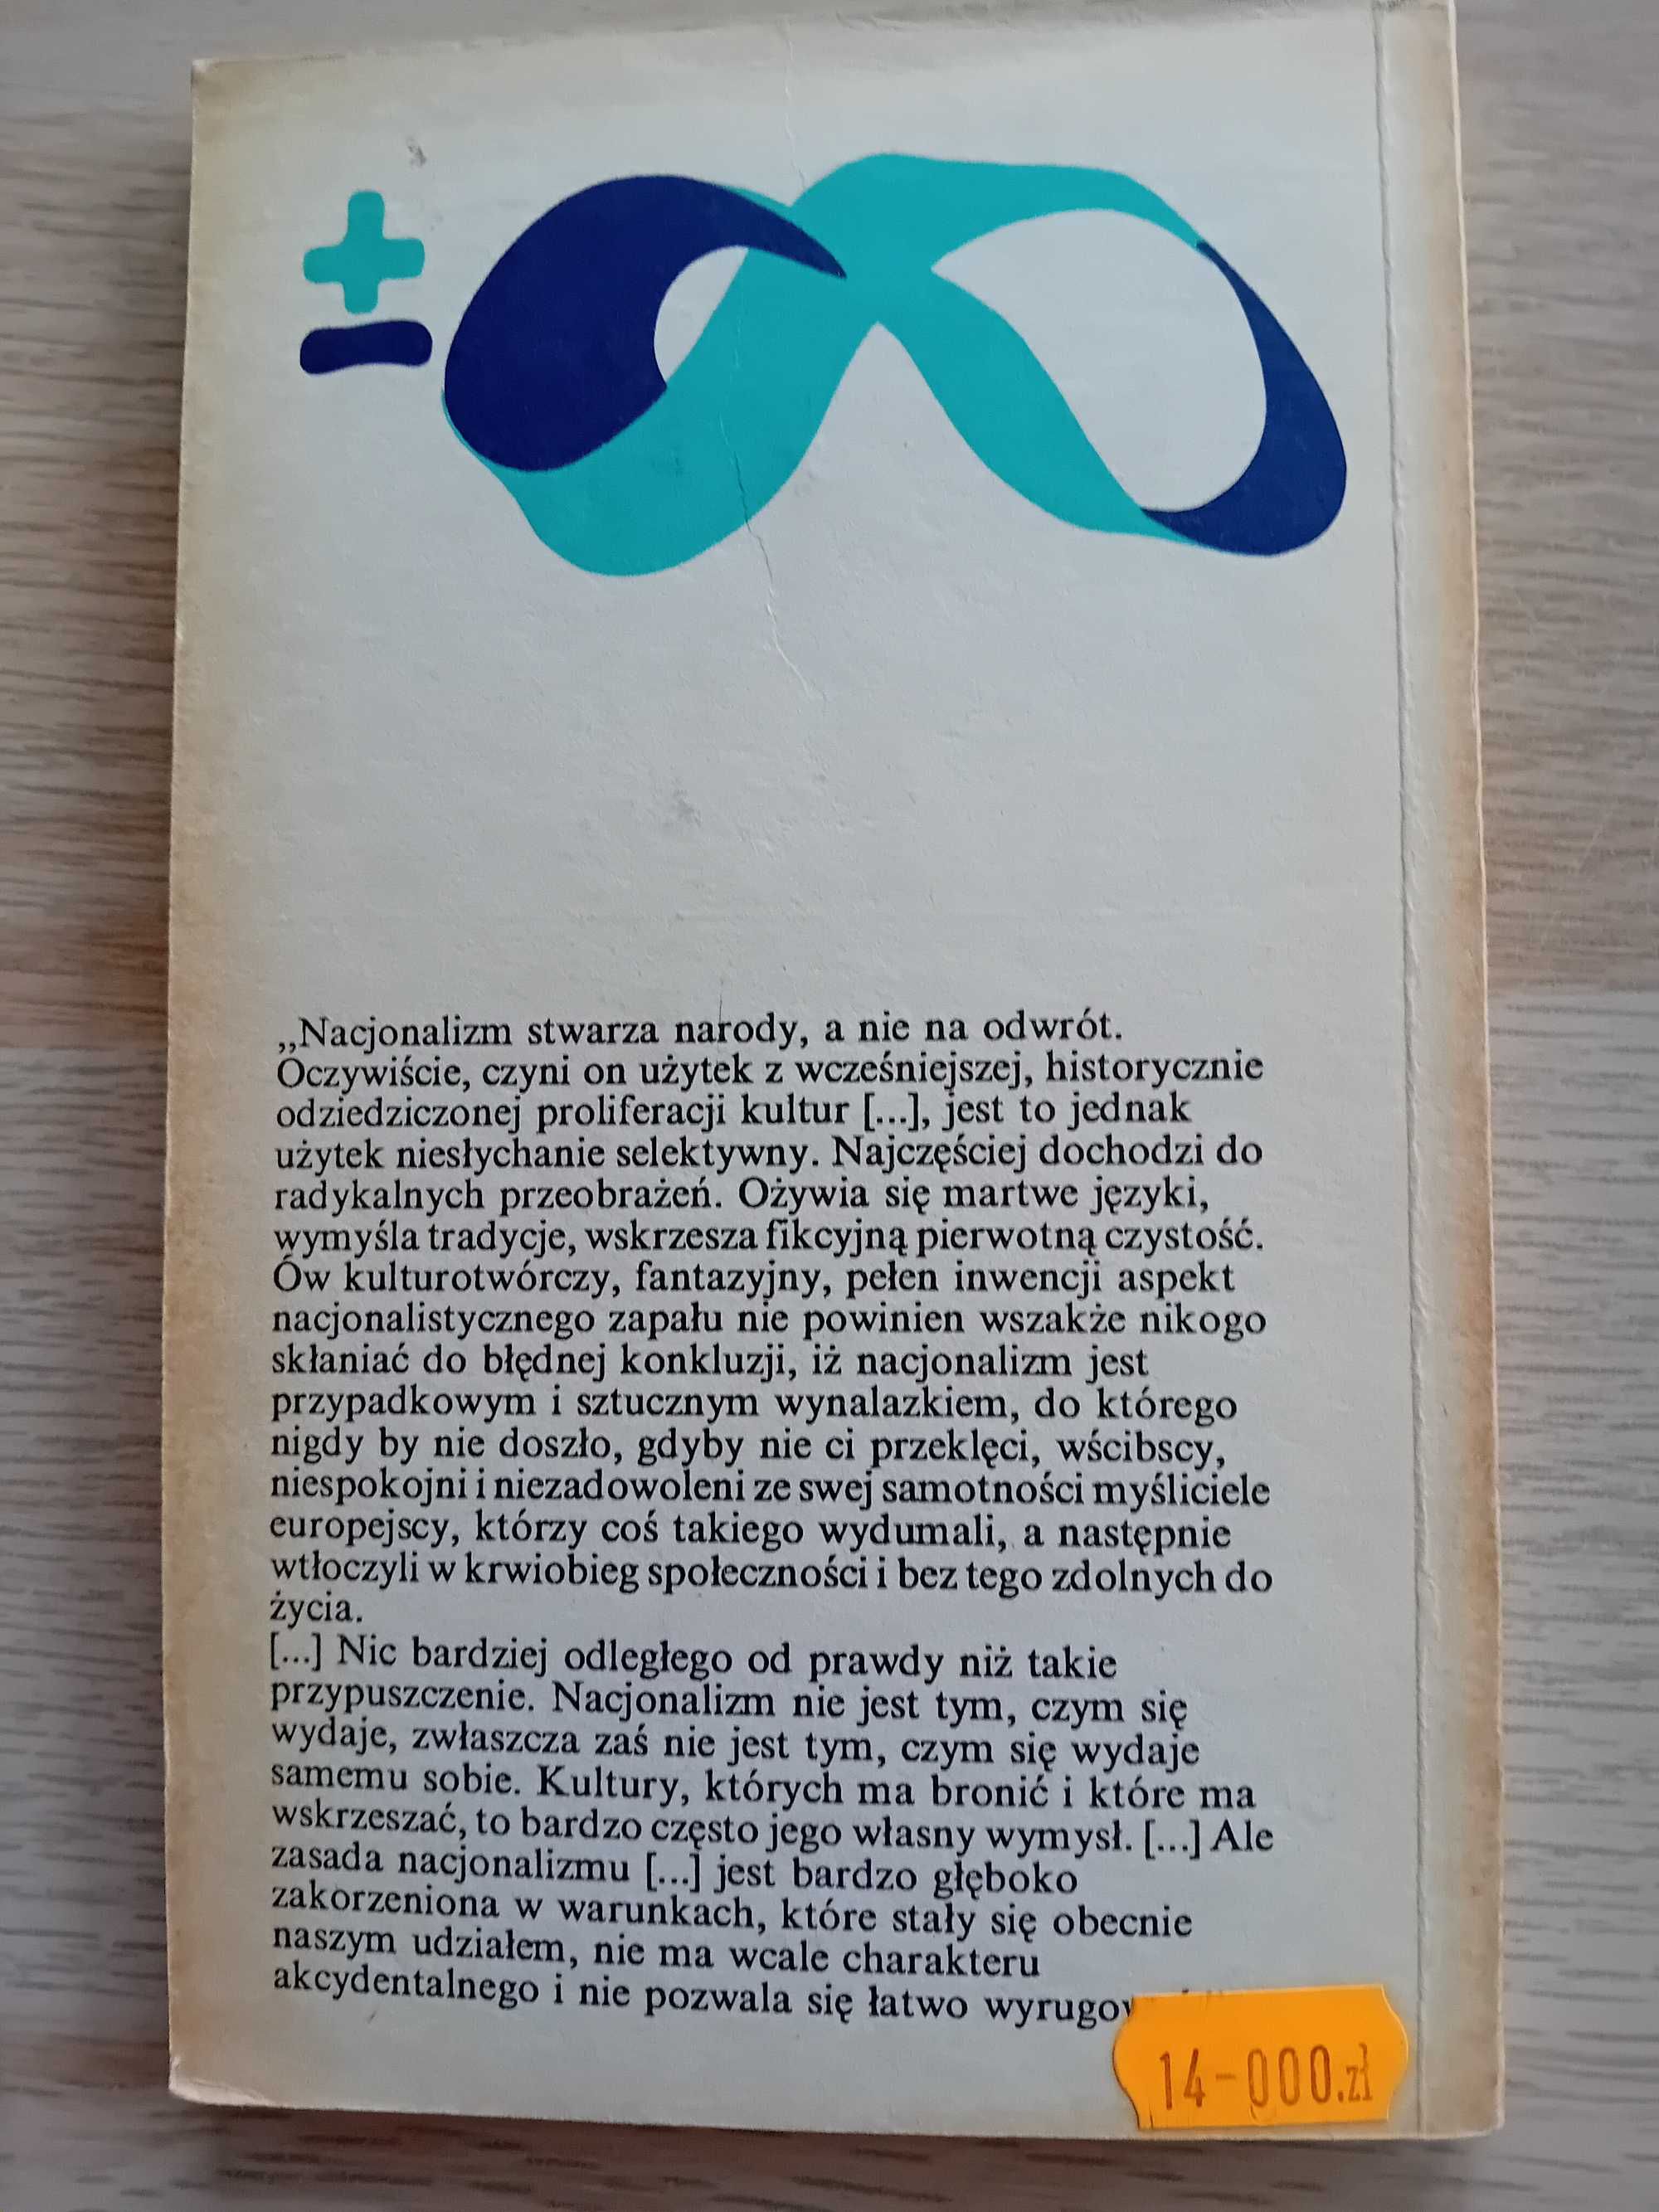 ±
„Nacjonalizm stwarza narody, a nie na odwrót.
Oczywiście, czyni on użytek z wcześniejszej, historycznie
odziedziczonej proliferacji kultur [...], jest to jednak
użytek niesłychanie selektywny. Najczęściej dochodzi do
radykalnych przeobrażeń. Ożywia się martwe języki,
wymyśla tradycje, wskrzesza fikcyjną pierwotną czystość.
Ów kulturotwórczy, fantazyjny, pełen inwencji aspekt
nacjonalistycznego zapału nie powinien wszakże nikogo
skłaniać do błędnej konkluzji, iż nacjonalizm jest
przypadkowym i sztucznym wynalazkiem, do którego
nigdy by nie doszło, gdyby nie ci przeklęci, wścibscy,
niespokojni i niezadowoleni ze swej samotności myśliciele
europejscy, którzy coś takiego wydumali, a następnie
wtłoczyli w krwiobieg społeczności i bez tego zdolnych do
życia.
[...] Nic bardziej odległego od prawdy niż takie
przypuszczenie. Nacjonalizm nie jest tym, czym się
wydaje, zwłaszcza zaś nie jest tym, czym się wydaje
samemu sobie. Kultury, których ma bronić i które ma
wskrzeszać, to bardzo często jego własny wymysł. [...] Ale
zasada nacjonalizmu [...] jest bardzo głęboko
zakorzeniona w warunkach, które stały się obecnie
naszym udziałem, nie ma wcale charakteru
akcydentalnego i nie pozwala się łatwo
14-000.zł